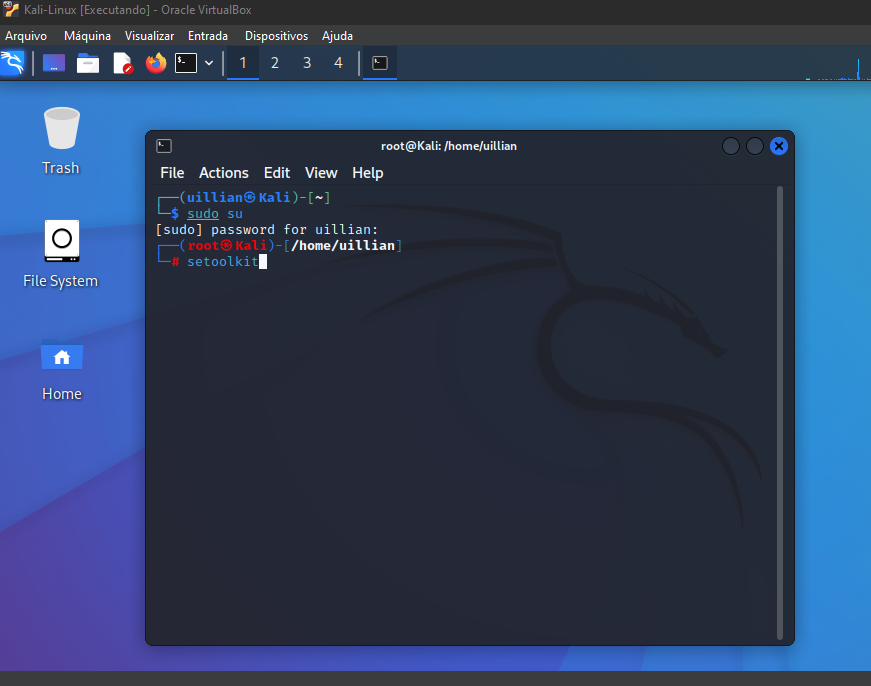 Kali-Linux [Executando] - Oracle VirtualBox
Arquivo Máquina Visualizar Entrada Dispositivos Ajuda
1 2 3 4
Trash
File System
Home
root@Kali: /home/uillian
File Actions Edit View Help
┌──(uillian㉿Kali)-[~]
└─$ sudo su
[sudo] password for uillian:
┌──(root㉿Kali)-[/home/uillian]
└─# setoolkit